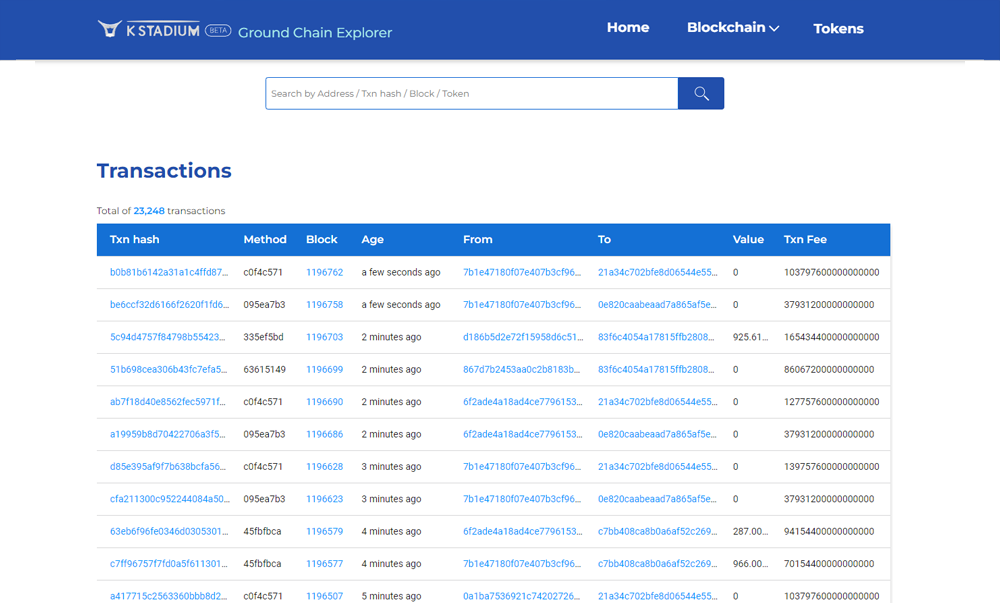 K STADIUM BETA Ground Chain Explorer Home Blockchain Tokens
Search by Address / Txn hash / Block / Token
Transactions
Total of 23,248 transactions
Txn hash Method Block Age From To Value Txn Fee
b0b81b6142a31a1c4ffd87... c0f4c571 1196762 a few seconds ago 7b1e47180f07e407b3cf96... 21a34c702bfe8d06544e55... 0 103797600000000000
be6ccf32d6166f2620f1fd6... 095ea7b3 1196758 a few seconds ago 7b1e47180f07e407b3cf96... 0e820caabeaad7a865af5e... 0 37931200000000000
5c94d4757f84798b55423... 335ef5bd 1196703 2 minutes ago d186b5d2e72f15958d6c51... 83f6c4054a17815ffb2808... 925.61... 165434400000000000
51b698cea306b43fc7efa5... 63615149 1196699 2 minutes ago 867d7b2453aa0c2b8183b... 83f6c4054a17815ffb2808... 0 86067200000000000
ab7f18d40e8562fec5971f... c0f4c571 1196690 2 minutes ago 6f2ade4a18ad4ce7796153... 21a34c702bfe8d06544e55... 0 127757600000000000
a19959b8d70422706a3f5... 095ea7b3 1196686 2 minutes ago 6f2ade4a18ad4ce7796153... 0e820caabeaad7a865af5e... 0 37931200000000000
d85e395af9f7b638bcfa56... c0f4c571 1196628 3 minutes ago 7b1e47180f07e407b3cf96... 21a34c702bfe8d06544e55... 0 139757600000000000
cfa211300c952244084a50... 095ea7b3 1196623 3 minutes ago 7b1e47180f07e407b3cf96... 0e820caabeaad7a865af5e... 0 37931200000000000
63eb6f96fe0346d0305301... 45fbfbca 1196579 4 minutes ago 6f2ade4a18ad4ce7796153... c7bb408ca8b0a6af52c269... 287.00... 94154400000000000
c7ff96757f7fd0a5f611301... 45fbfbca 1196577 4 minutes ago 7b1e47180f07e407b3cf96... c7bb408ca8b0a6af52c269... 966.00... 70154400000000000
a417715c2563360bbb8d2... c0f4c571 1196507 5 minutes ago 0a1ba7536921c74202726... 21a34c702bfe8d06544e55... 0 103797600000000000